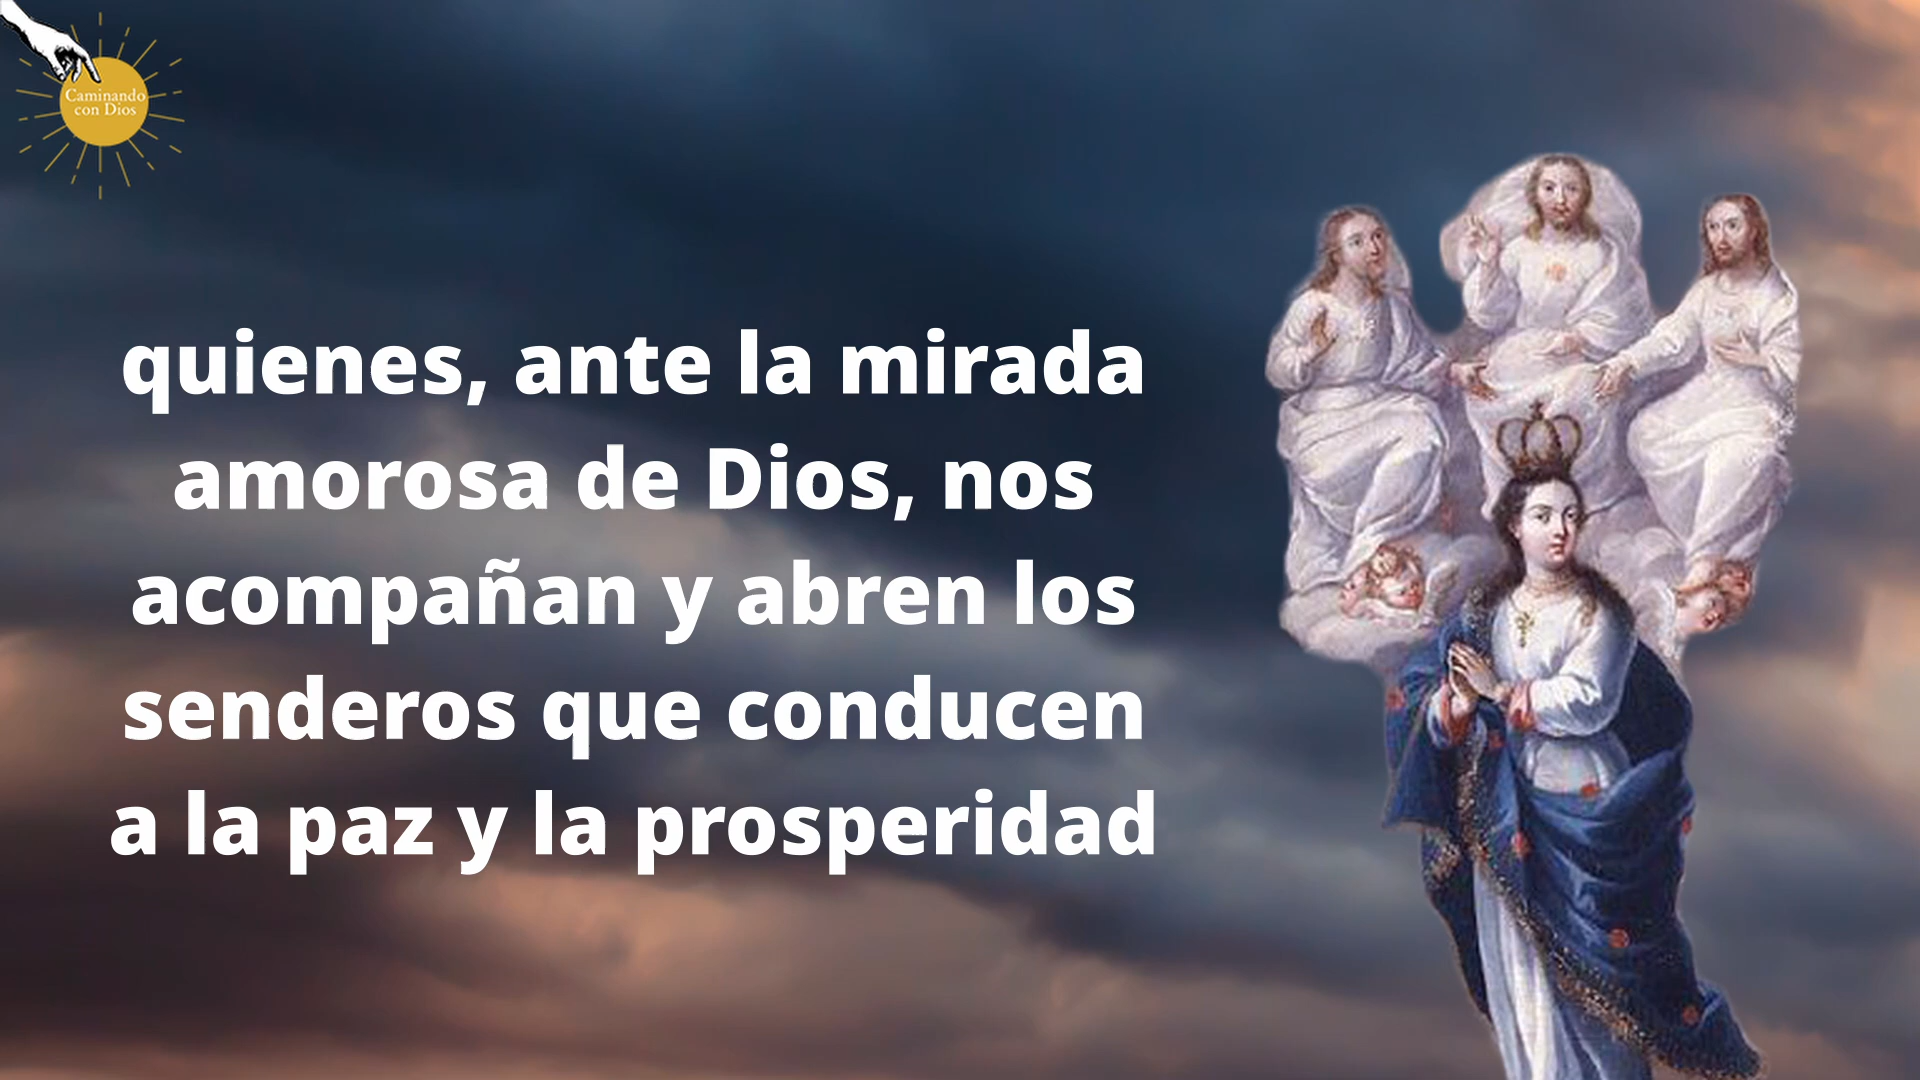 Caminando
con Dios
quienes, ante la mirada
amorosa de Dios, nos
acompañan y abren los
senderos que conducen
a la paz y la prosperidad